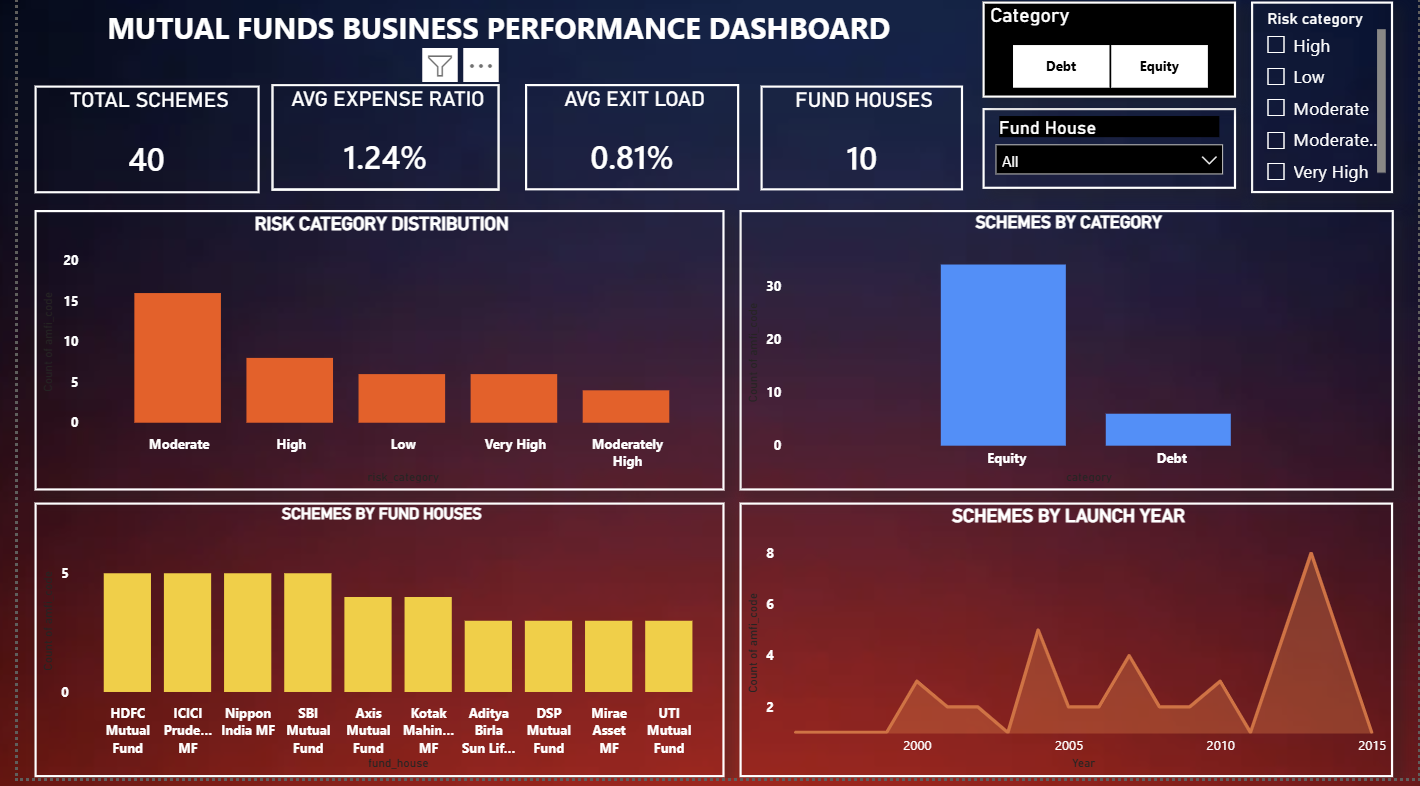 MUTUAL FUNDS BUSINESS PERFORMANCE DASHBOARD
Category
Debt
Equity
Risk category
High
Low
Moderate
Moderate..
Very High
Fund House
All
TOTAL SCHEMES
40
AVG EXPENSE RATIO
1.24%
AVG EXIT LOAD
0.81%
FUND HOUSES
10
RISK CATEGORY DISTRIBUTION
Count of amfi_code
20
15
10
5
0
Moderate
High
Low
Very High
Moderately
High
risk_category
SCHEMES BY CATEGORY
30
20
10
0
Equity
Debt
category
SCHEMES BY FUND HOUSES
5
0
HDFC
Mutual
Fund
ICICI
Prude...
MF
Nippon
India MF
SBI
Mutual
Fund
Axis
Mutual
Fund
Kotak
Mahin...
MF
Aditya
Birla
Sun Lif...
DSP
Mutual
Fund
Mirae
Asset
MF
UTI
Mutual
Fund
fund_house
SCHEMES BY LAUNCH YEAR
Count of amfi_code
8
6
4
2
2000
2005
2010
2015
Year